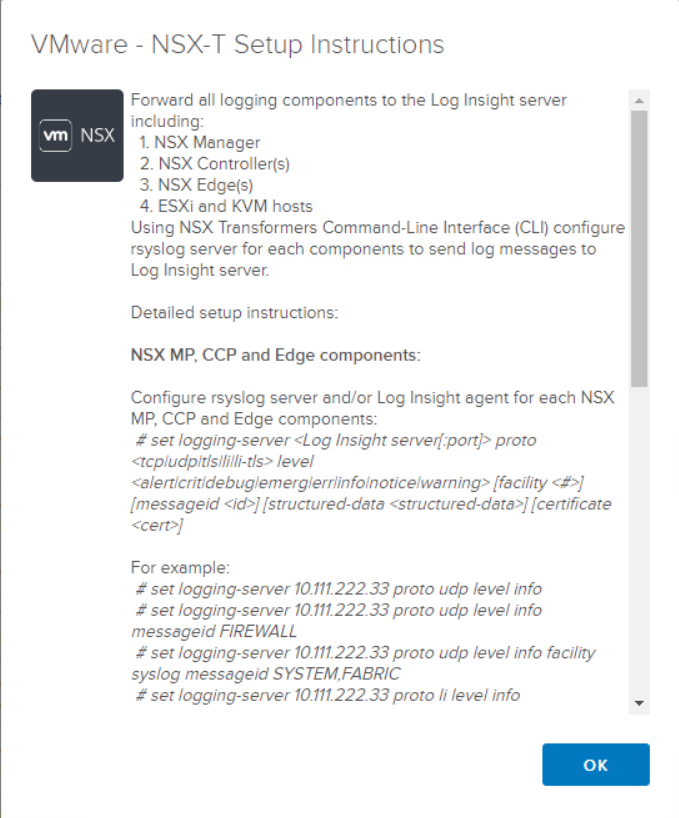 VMware - NSX-T Setup Instructions
vm NSX
Forward all logging components to the Log Insight server
including:
1. NSX Manager
2. NSX Controller(s)
3. NSX Edge(s)
4. ESXi and KVM hosts
Using NSX Transformers Command-Line Interface (CLI) configure
rsyslog server for each components to send log messages to
Log Insight server.
Detailed setup instructions:
NSX MP, CCP and Edge components:
Configure rsyslog server and/or Log Insight agent for each NSX
MP, CCP and Edge components:
# set logging-server <Log Insight server[:port]> proto
<tcp|udp|tls|li|li-tls> level
<alert|crit|debug|emerg|err|info|notice|warning> [facility <#>]
[messageid <id>] [structured-data <structured-data>] [certificate
<cert>]
For example:
# set logging-server 10.111.222.33 proto udp level info
# set logging-server 10.111.222.33 proto udp level info
messageid FIREWALL
# set logging-server 10.111.222.33 proto udp level info facility
syslog messageid SYSTEM,FABRIC
# set logging-server 10.111.222.33 proto li level info
OK